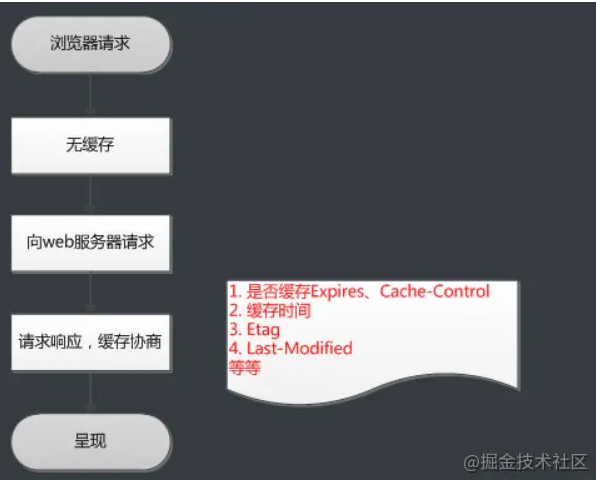 浏览器请求
无缓存
向web服务器请求
请求响应，缓存协商
呈现
1. 是否缓存Expires、Cache-Control
2. 缓存时间
3. Etag
4. Last-Modified
等等
@掘金技术社区